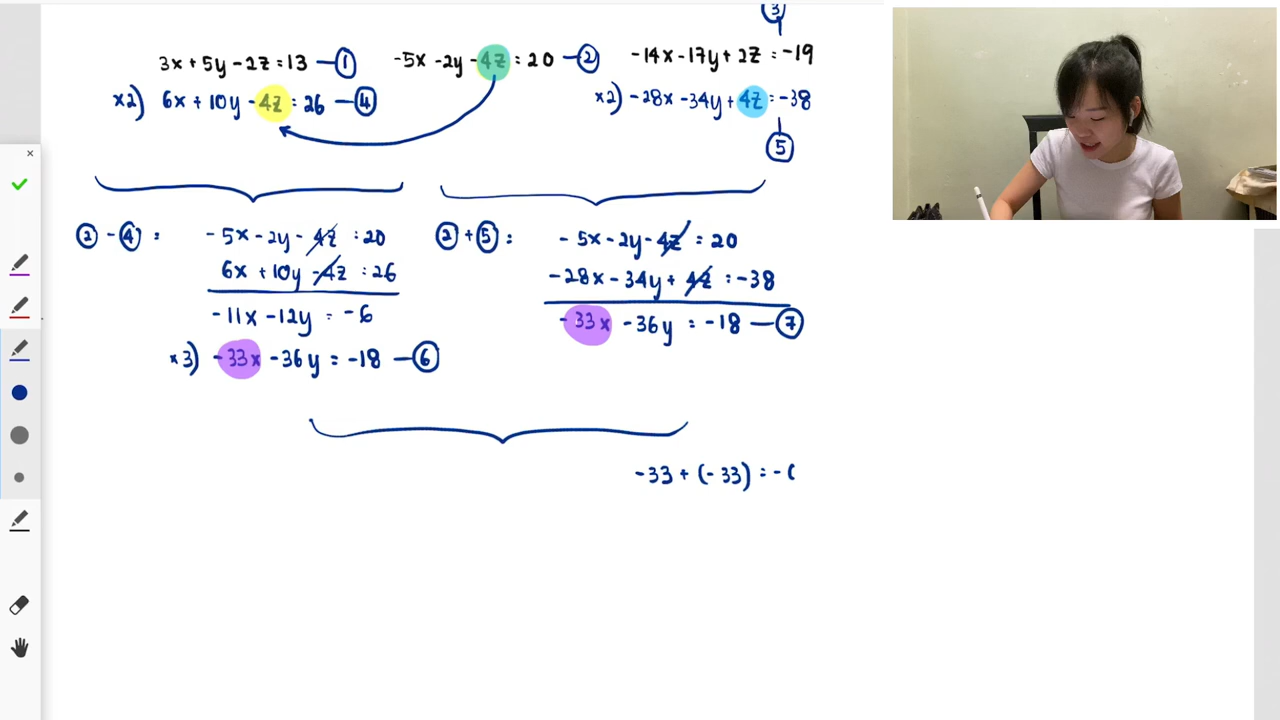 ③
3x + 5y - 2z = 13 — ①
-5x - 2y - 4z = 20 — ②
-14x - 17y + 2z = -19
x2) 6x + 10y - 4z = 26 — ④
x2) -28x - 34y + 4z = -38
⑤
② - ④ :
-5x - 2y - 4z = 20
6x + 10y - 4z = 26
-11x - 12y = -6
x3) -33x - 36y = -18 — ⑥
② + ⑤ :
-5x - 2y - 4z = 20
-28x - 34y + 4z = -38
-33x - 36y = -18 — ⑦
-33 + (-33) = -